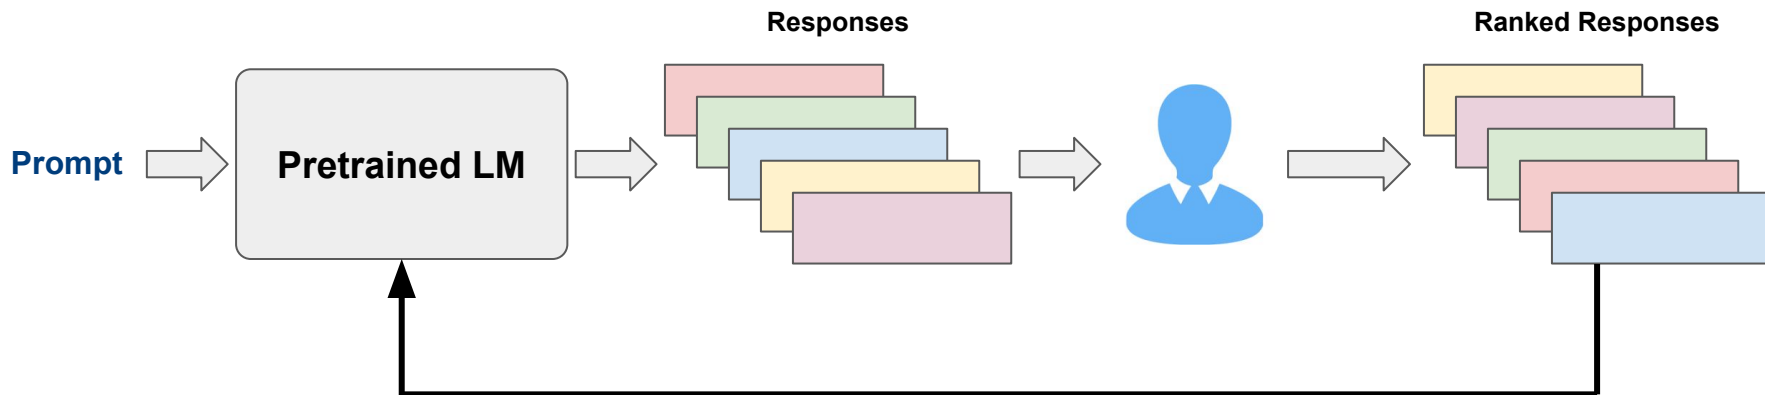 Responses
Ranked Responses
Prompt
Pretrained LM